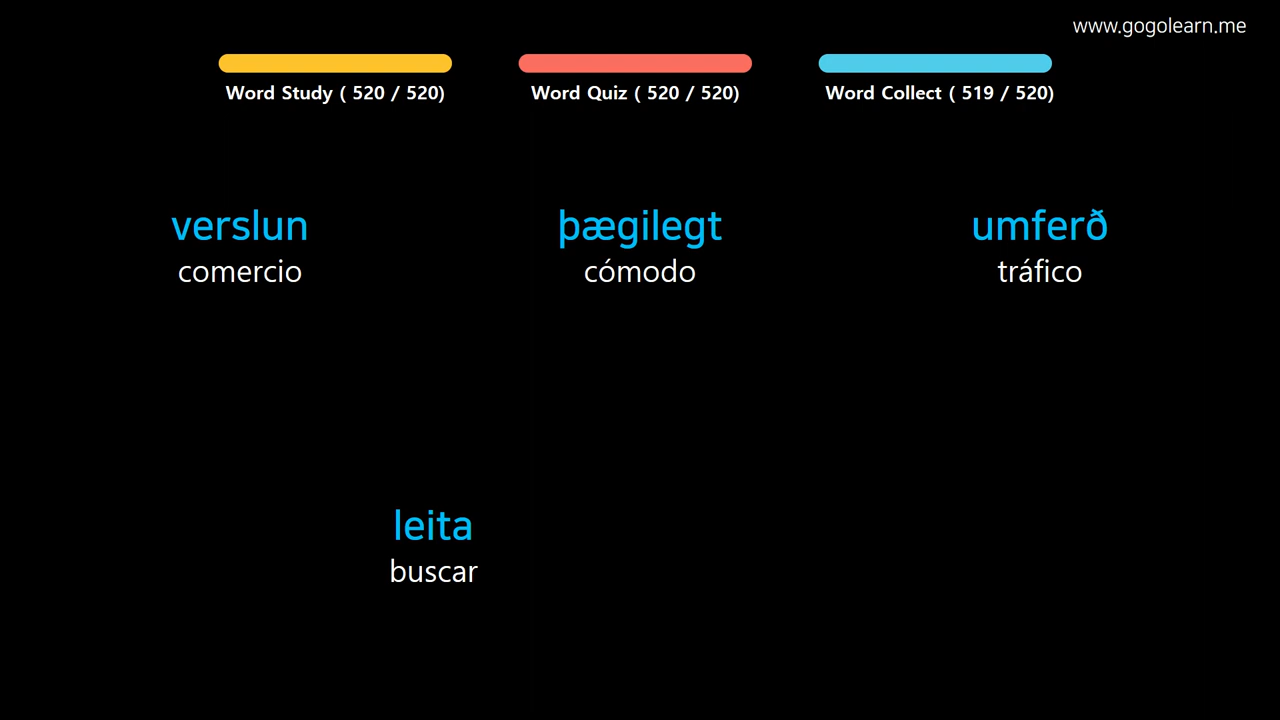 www.gogolearn.me
Word Study ( 520 / 520)
Word Quiz ( 520 / 520)
Word Collect ( 519 / 520)
verslun
comercio
þægilegt
cómodo
umferð
tráfico
leita
buscar